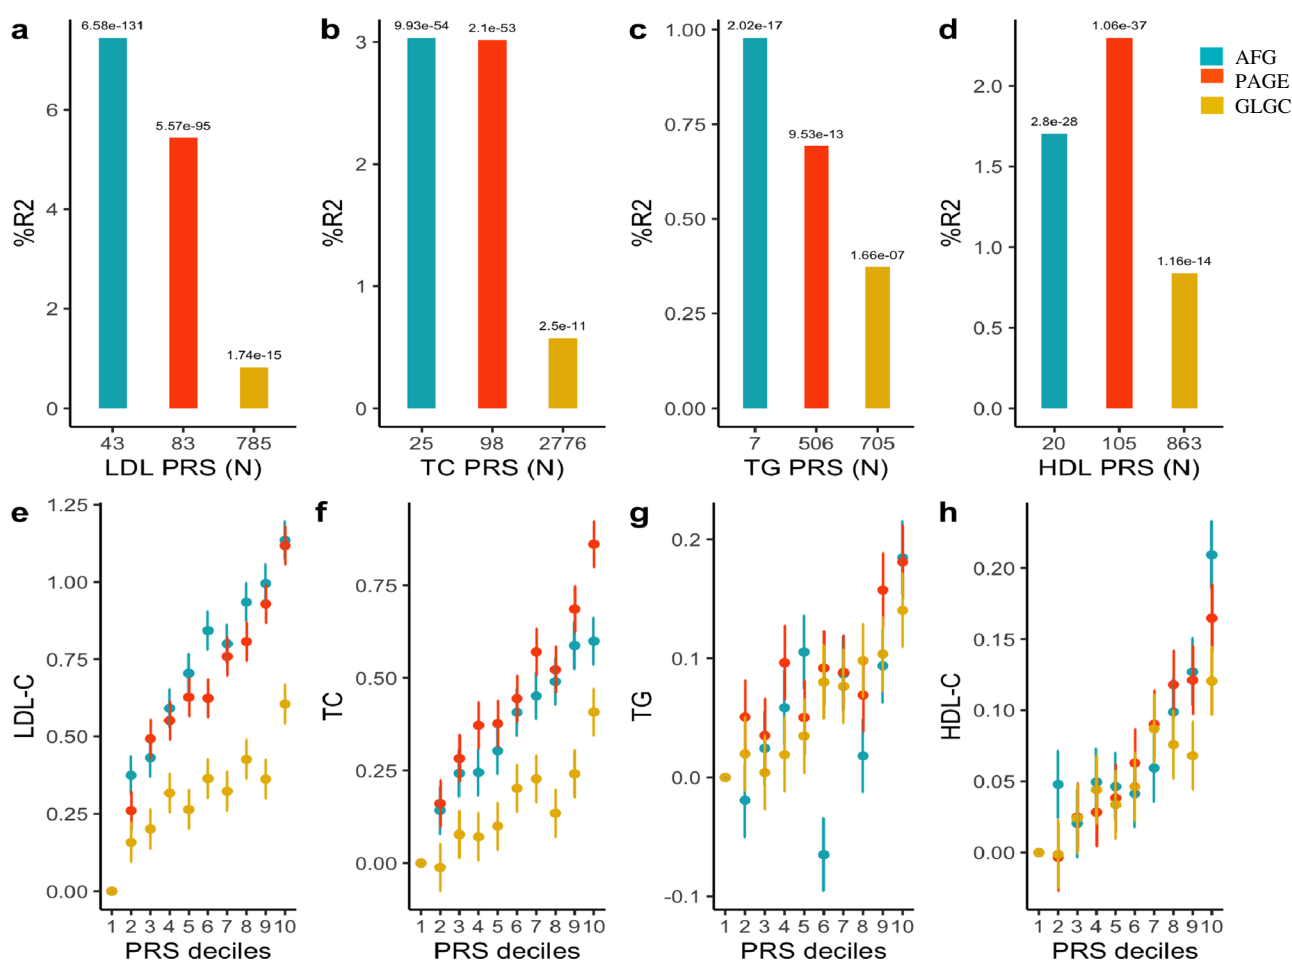 a
6.58e-131
5.57e-95
1.74e-15
6
4
2
0
%R2
43 83 785
LDL PRS (N)
b
9.93e-54
2.1e-53
2.5e-11
3
2
1
0
%R2
25 98 2776
TC PRS (N)
c
2.02e-17
9.53e-13
1.66e-07
1.00
0.75
0.50
0.25
0.00
%R2
7 506 705
TG PRS (N)
d
2.8e-28
1.06e-37
1.16e-14
2.0
1.5
1.0
0.5
0.0
%R2
20 105 863
HDL PRS (N)
AFG
PAGE
GLGC
e
1.25
1.00
0.75
0.50
0.25
0.00
LDL-C
1 2 3 4 5 6 7 8 9 10
PRS deciles
f
0.75
0.50
0.25
0.00
TC
1 2 3 4 5 6 7 8 9 10
PRS deciles
g
0.2
0.1
0.0
-0.1
TG
1 2 3 4 5 6 7 8 9 10
PRS deciles
h
0.20
0.15
0.10
0.05
0.00
HDL-C
1 2 3 4 5 6 7 8 9 10
PRS deciles